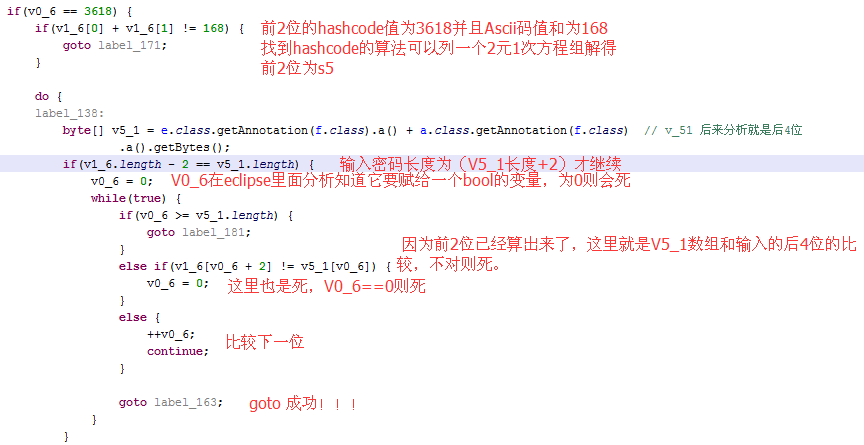 if(v0_6 == 3618) {
if(v1_6[0] + v1_6[1] != 168) { 前2位的hashcode值为3618并且Ascii码值和为168
goto label_171; 找到hashcode的算法可以列一个2元1次方程组解得
} 前2位为s5
do {
label_138:
byte[] v5_1 = e.class.getAnnotation(f.class).a() + a.class.getAnnotation(f.class) // v_51 后来分析就是后4位
.a().getBytes();
if(v1_6.length - 2 == v5_1.length) { 输入密码长度为（V5_1长度+2）才继续
v0_6 = 0; V0_6在eclipse里面分析知道它要赋给一个bool的变量，为0则会死
while(true) {
if(v0_6 >= v5_1.length) {
goto label_181;
} 因为前2位已经算出来了，这里就是V5_1数组和输入的后4位的比
else if(v1_6[v0_6 + 2] != v5_1[v0_6]) { 较，不对则死。
v0_6 = 0; 这里也是死，V0_6==0则死
}
else {
++v0_6; 比较下一位
continue;
}
goto label_163; goto 成功！！！
}
}